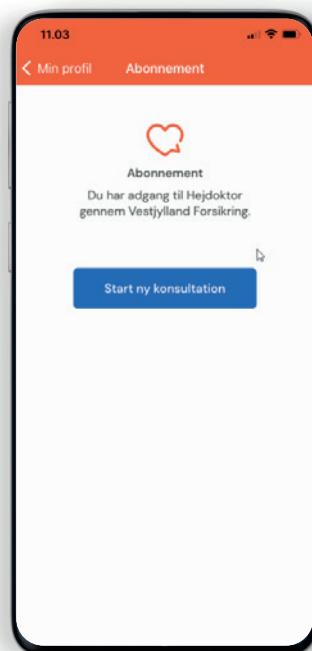 11.03
Min profil Abonnement
Abonnement
Du har adgang til Hejdoktor
gennem Vestjylland Forsikring.
Start ny konsultation